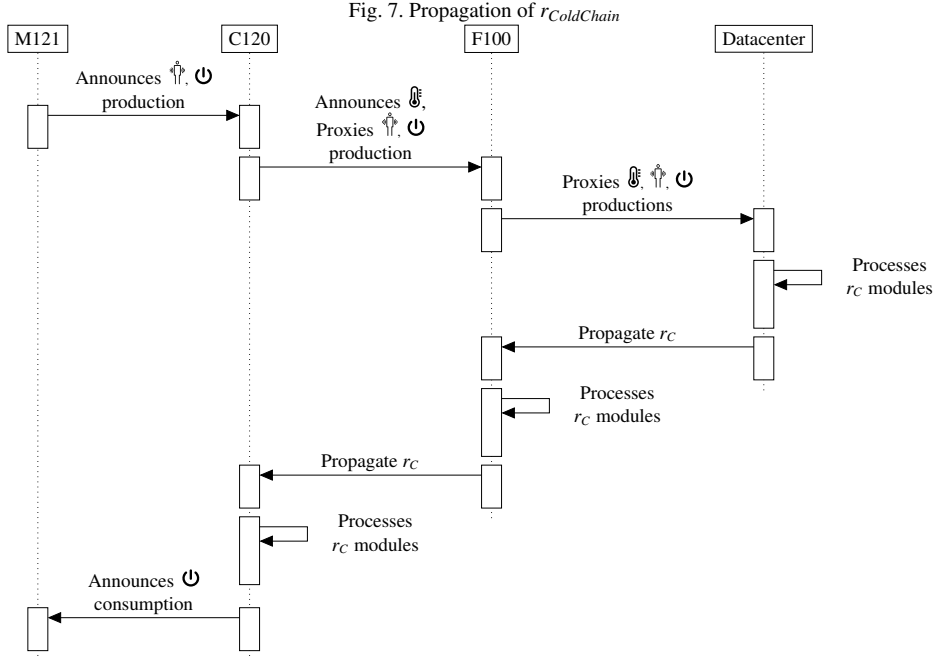 Fig. 7. Propagation of r_ColdChain
M121
C120
F100
Datacenter
Announces , 
production
Announces ,
Proxies , 
production
Proxies , , 
productions
Processes
r_C modules
Propagate r_C
Processes
r_C modules
Propagate r_C
Processes
r_C modules
Announces 
consumption